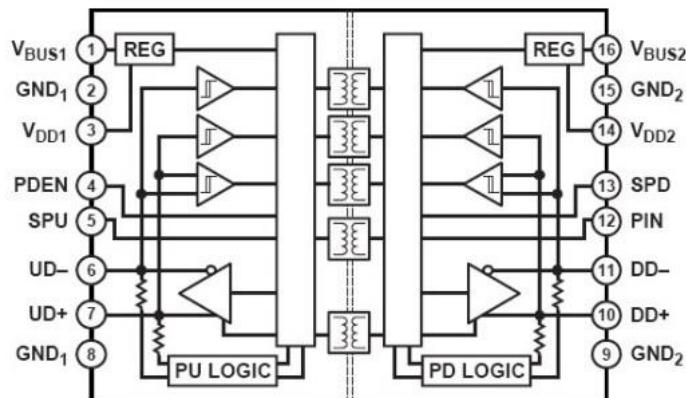 VBUS1 1 REG REG 16 VBUS2
GND1 2 15 GND2
VDD1 3 14 VDD2
PDEN 4 13 SPD
SPU 5 12 PIN
UD– 6 11 DD–
UD+ 7 10 DD+
GND1 8 9 GND2
PU LOGIC PD LOGIC